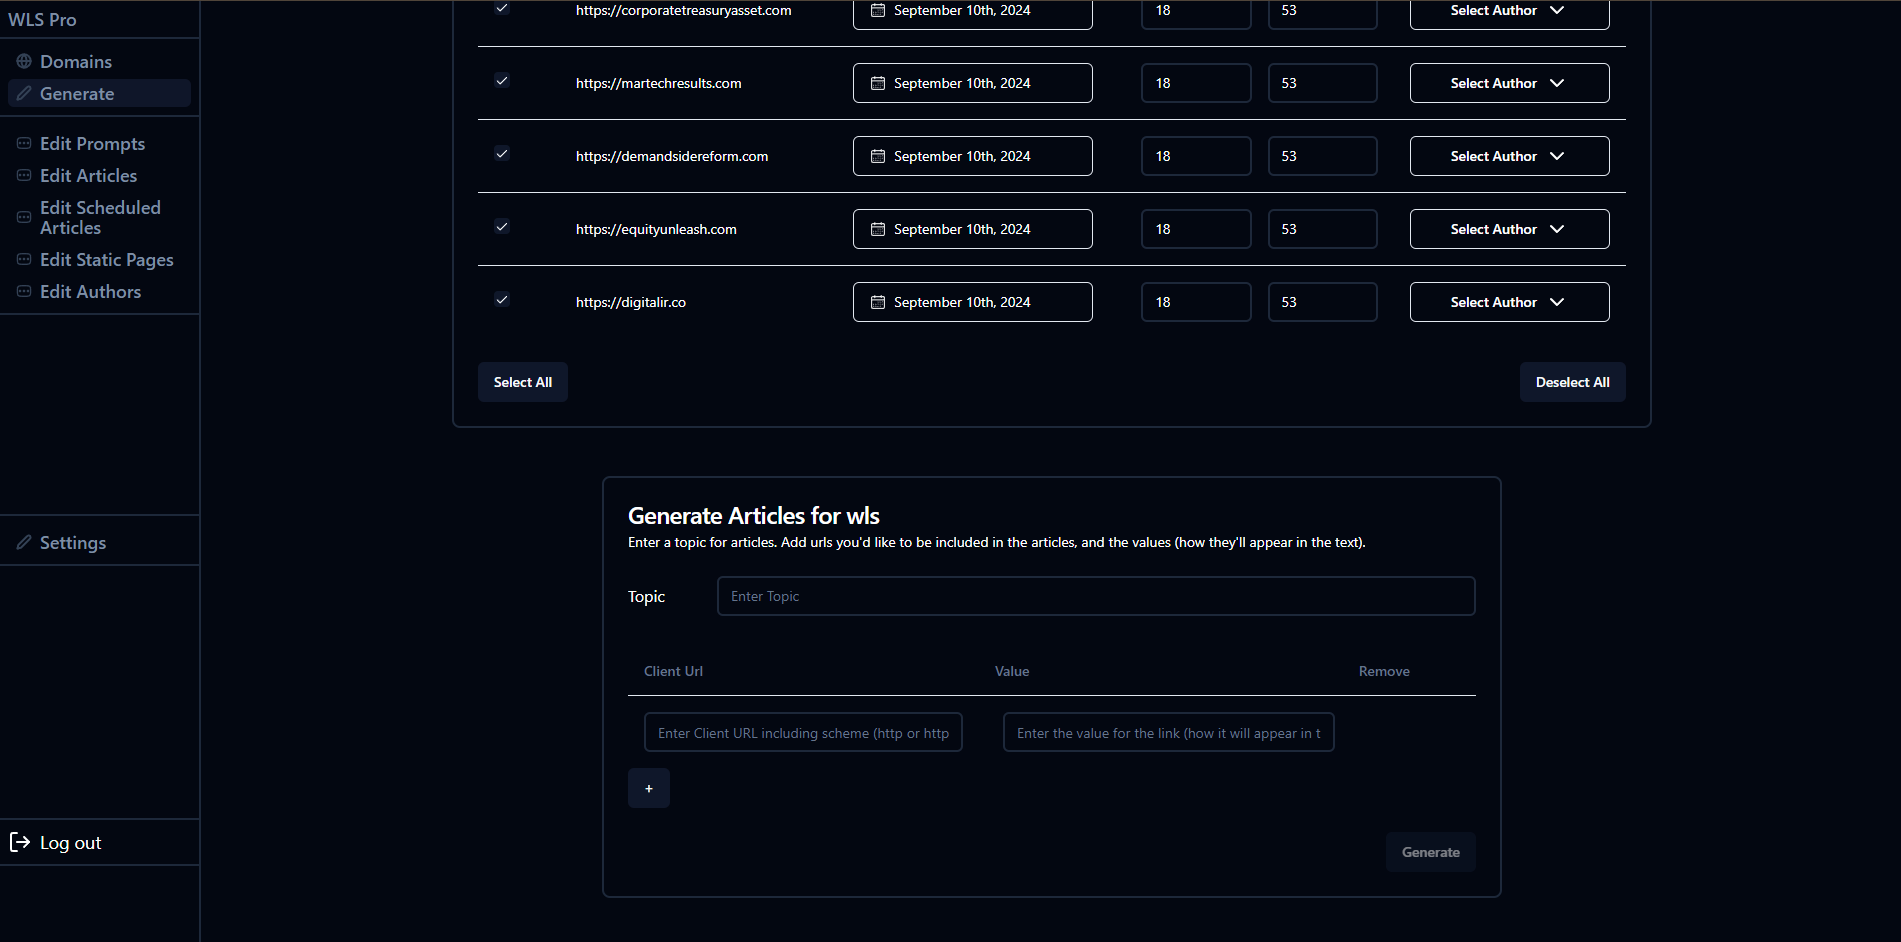 WLS Pro
Domains
Generate
Edit Prompts
Edit Articles
Edit Scheduled
Articles
Edit Static Pages
Edit Authors
Settings
Log out
https://corporatetreasuryasset.com September 10th, 2024 18 53 Select Author
https://martechresults.com September 10th, 2024 18 53 Select Author
https://demandsidereform.com September 10th, 2024 18 53 Select Author
https://equityunleash.com September 10th, 2024 18 53 Select Author
https://digitalir.co September 10th, 2024 18 53 Select Author
Select All Deselect All
Generate Articles for wls
Enter a topic for articles. Add urls you'd like to be included in the articles, and the values (how they'll appear in the text).
Topic Enter Topic
Client Url Value Remove
Enter Client URL including scheme (http or http Enter the value for the link (how it will appear in t
+
Generate